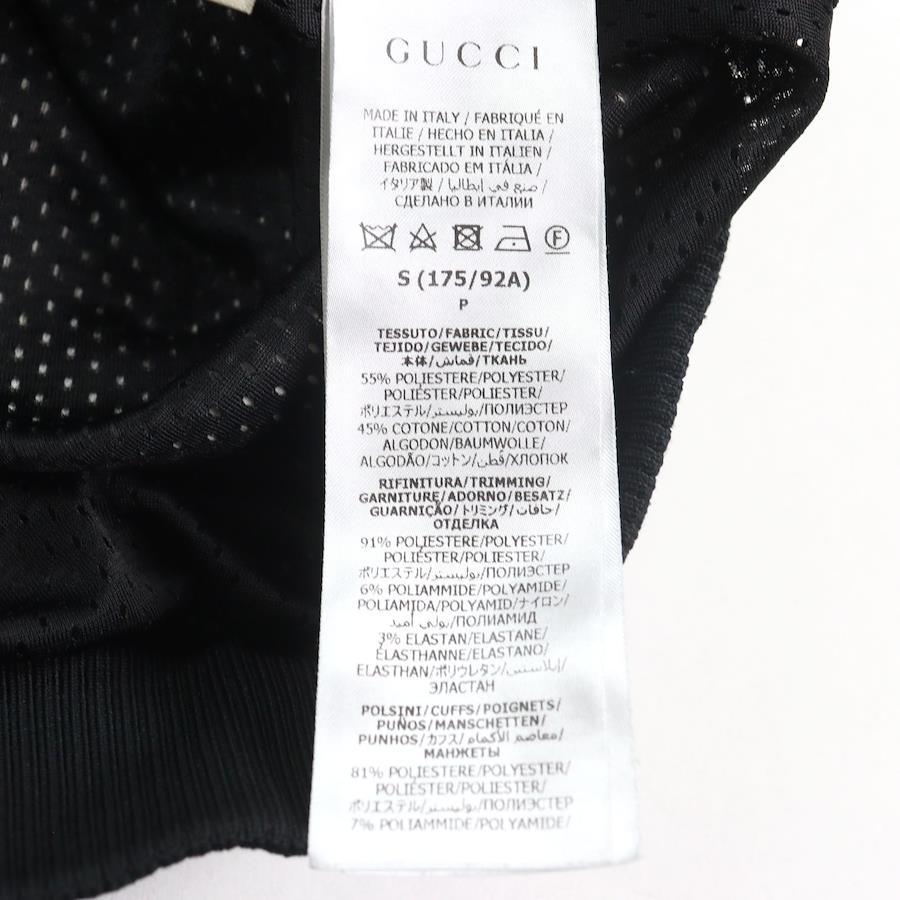 GUCCI
MADE IN ITALY / FABRIQUÉ EN
ITALIE / HECHO EN ITALIA /
HERGESTELLT IN ITALIEN /
FABRICADO EM ITÁLIA /
イタリア製 / صنع في إيطاليا /
СДЕЛАНО В ИТАЛИИ
F
S (175/92A)
P
TESSUTO/FABRIC/TISSU/
TEJIDO/GEWEBE/TECIDO/
本体/قماش/ТКАНЬ
55% POLIESTERE/POLYESTER/
POLIÉSTER/POLIESTER/
ポリエステル/بوليستر/ПОЛИЭСТЕР
45% COTONE/COTTON/COTON/
ALGODON/BAUMWOLLE/
ALGODÃO/コットン/قطن/ХЛОПОК
RIFINITURA/TRIMMING/
GARNITURE/ADORNO/BESATZ/
GUARNIÇÃO/トリミング/حافات/
ОТДЕЛКА
91% POLIESTERE/POLYESTER/
POLIÉSTER/POLIESTER/
ポリエステル/بوليستر/ПОЛИЭСТЕР
6% POLIAMMIDE/POLYAMIDE/
POLIAMIDA/POLYAMID/ナイロン/
بولي أميد/ПОЛИАМИД
3% ELASTAN/ELASTANE/
ÉLASTHANNE/ELASTANO/
ELASTHAN/ポリウレタン/إيلاستين/
ЭЛАСТАН
POLSINI/CUFFS/POIGNETS/
PUÑOS/MANSCHETTEN/
PUNHOS/カフス/معاصم الأكمام/
МАНЖЕТЫ
81% POLIESTERE/POLYESTER/
POLIÉSTER/POLIESTER/
ポリエステル/بوليستر/ПОЛИЭСТЕР
7% POLIAMMIDE/POLYAMIDE/